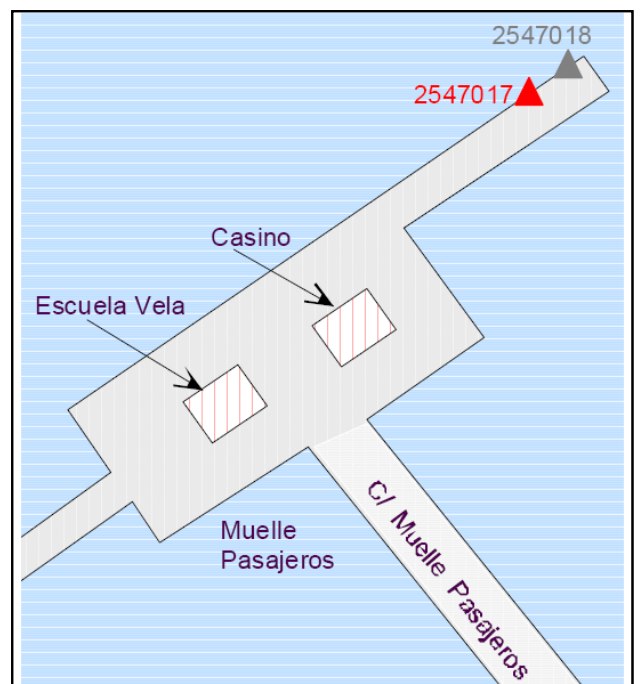 2547018
2547017
Casino
Escuela Vela
Muelle
Pasajeros
C/ Muelle Pasajeros